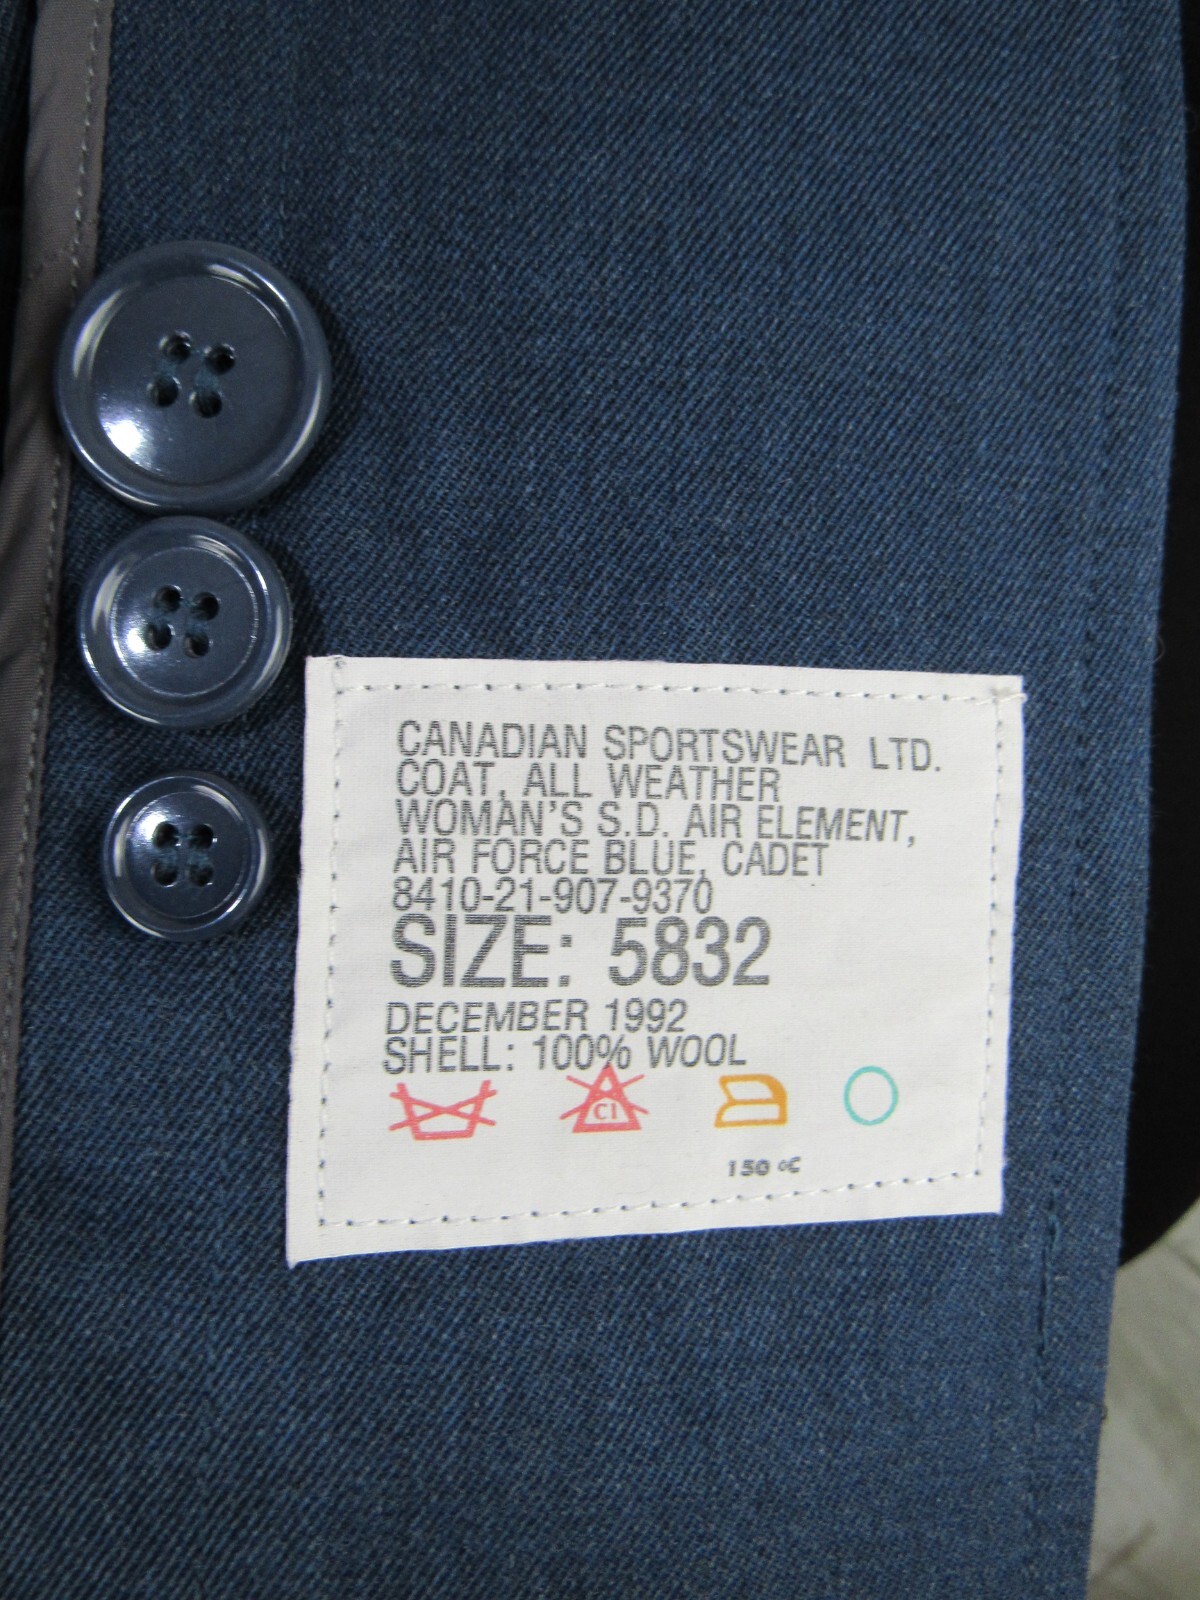 CANADIAN SPORTSWEAR LTD.
COAT, ALL WEATHER
WOMAN'S S.D. AIR ELEMENT,
AIR FORCE BLUE, CADET
8410-21-907-9370
SIZE: 5832
DECEMBER 1992
SHELL: 100% WOOL
Cl
150 °C